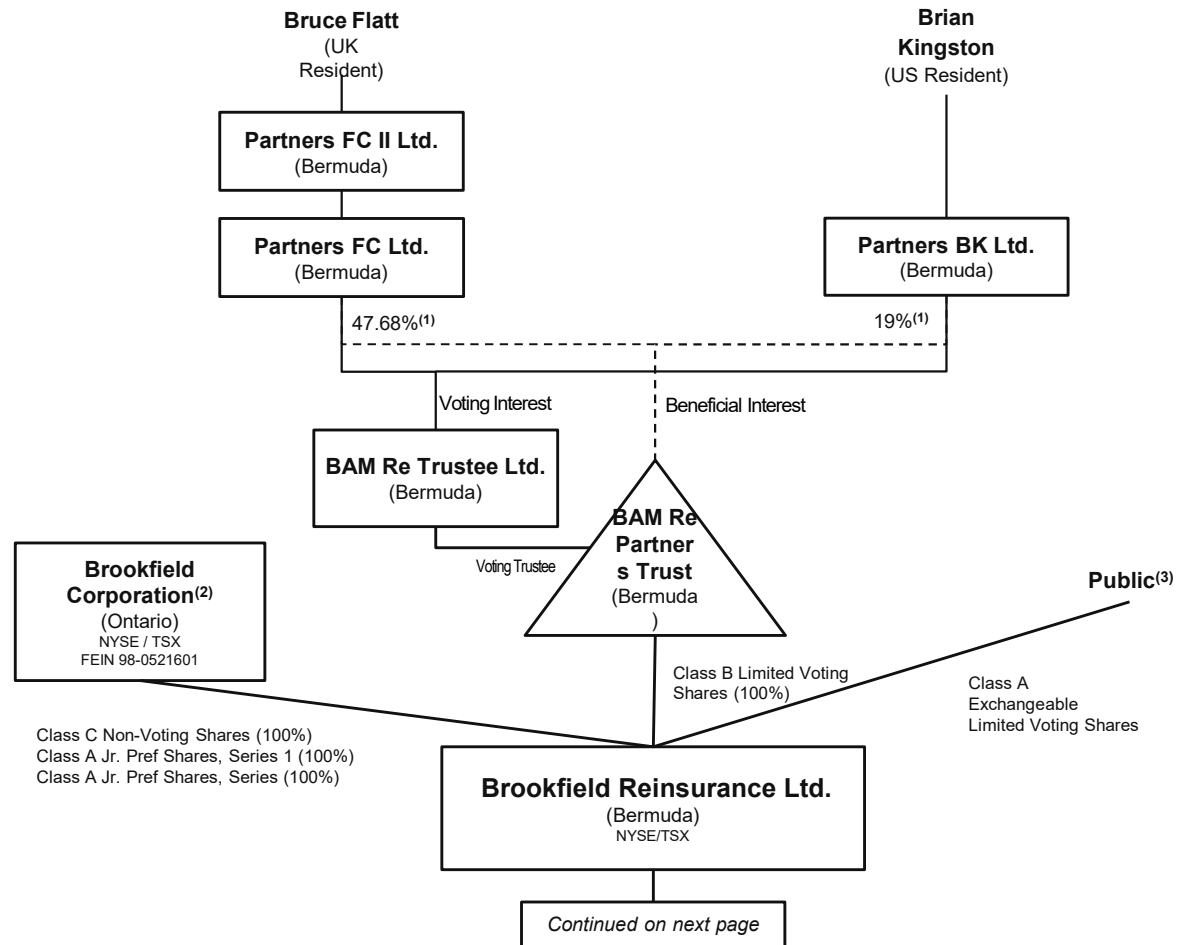 Bruce Flatt
(UK
Resident)
Brian
Kingston
(US Resident)
Partners FC II Ltd.
(Bermuda)
Partners FC Ltd.
(Bermuda)
Partners BK Ltd.
(Bermuda)
47.68%(1)
19%(1)
Voting Interest
Beneficial Interest
BAM Re Trustee Ltd.
(Bermuda)
Voting Trustee
BAM Re
Partner
s Trust
(Bermuda
)
Brookfield
Corporation(2)
(Ontario)
NYSE / TSX
FEIN 98-0521601
Public(3)
Class B Limited Voting
Shares (100%)
Class A
Exchangeable
Limited Voting Shares
Class C Non-Voting Shares (100%)
Class A Jr. Pref Shares, Series 1 (100%)
Class A Jr. Pref Shares, Series (100%)
Brookfield Reinsurance Ltd.
(Bermuda)
NYSE/TSX
Continued on next page